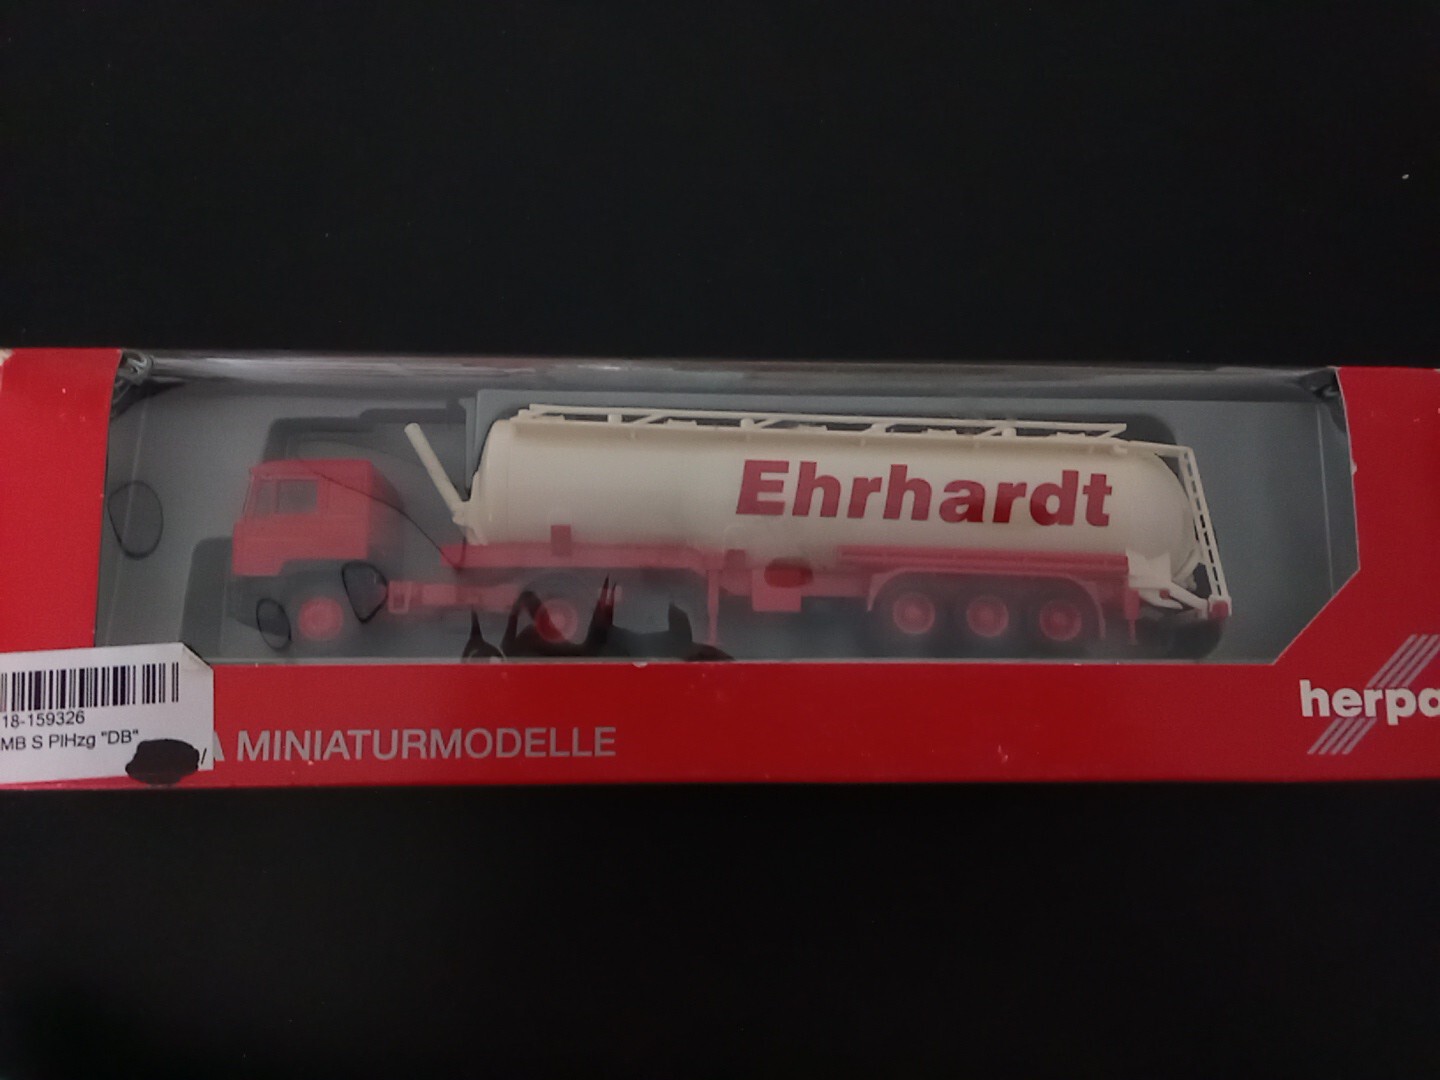 Ehrhardt
herpa
18-159326
MB S PlHzg "DB"
A MINIATURMODELLE